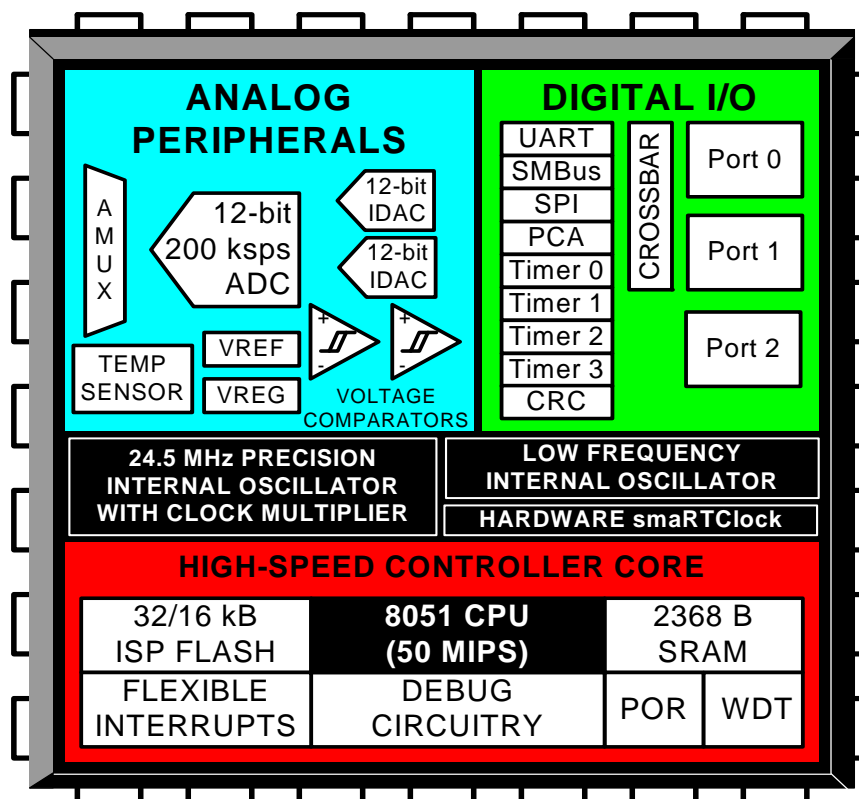 ANALOG
PERIPHERALS
A
M
U
X
12-bit
200 ksps
ADC
12-bit
IDAC
12-bit
IDAC
TEMP
SENSOR
VREF
VREG
+
-
+
-
VOLTAGE
COMPARATORS
DIGITAL I/O
UART
SMBus
SPI
PCA
Timer 0
Timer 1
Timer 2
Timer 3
CRC
CROSSBAR
Port 0
Port 1
Port 2
24.5 MHz PRECISION
INTERNAL OSCILLATOR
WITH CLOCK MULTIPLIER
LOW FREQUENCY
INTERNAL OSCILLATOR
HARDWARE smaRTClock
HIGH-SPEED CONTROLLER CORE
32/16 kB
ISP FLASH
8051 CPU
(50 MIPS)
2368 B
SRAM
FLEXIBLE
INTERRUPTS
DEBUG
CIRCUITRY
POR
WDT